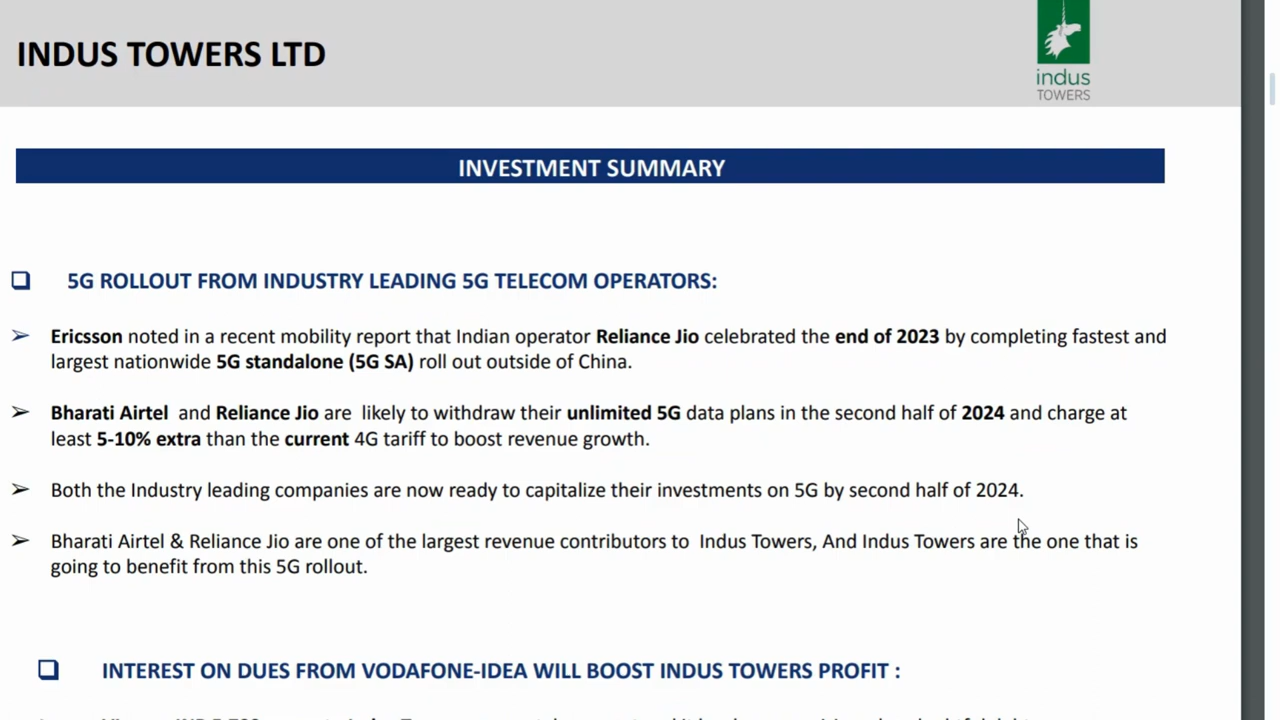 INDUS TOWERS LTD
indus
TOWERS
INVESTMENT SUMMARY
❑ 5G ROLLOUT FROM INDUSTRY LEADING 5G TELECOM OPERATORS:
➢ Ericsson noted in a recent mobility report that Indian operator Reliance Jio celebrated the end of 2023 by completing fastest and
largest nationwide 5G standalone (5G SA) roll out outside of China.
➢ Bharati Airtel and Reliance Jio are likely to withdraw their unlimited 5G data plans in the second half of 2024 and charge at
least 5-10% extra than the current 4G tariff to boost revenue growth.
➢ Both the Industry leading companies are now ready to capitalize their investments on 5G by second half of 2024.
➢ Bharati Airtel & Reliance Jio are one of the largest revenue contributors to Indus Towers, And Indus Towers are the one that is
going to benefit from this 5G rollout.
❑ INTEREST ON DUES FROM VODAFONE-IDEA WILL BOOST INDUS TOWERS PROFIT :